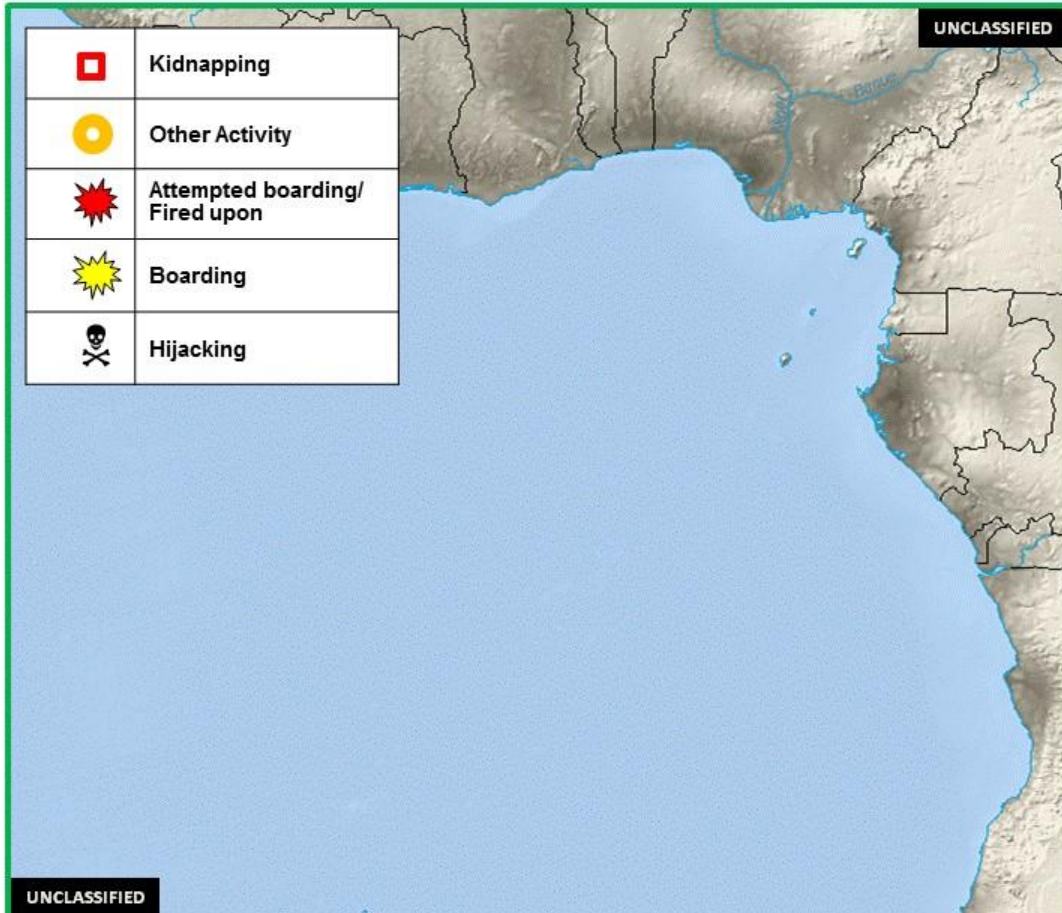 UNCLASSIFIED
Kidnapping
Other Activity
Attempted boarding/
Fired upon
Boarding
Hijacking
Niger
Benue
UNCLASSIFIED